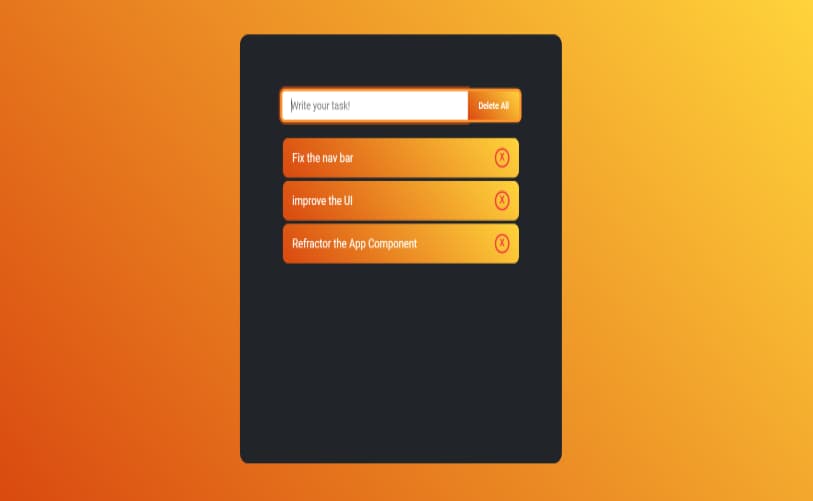 Write your task!
Delete All
Fix the nav bar
X
improve the UI
X
Refractor the App Component
X